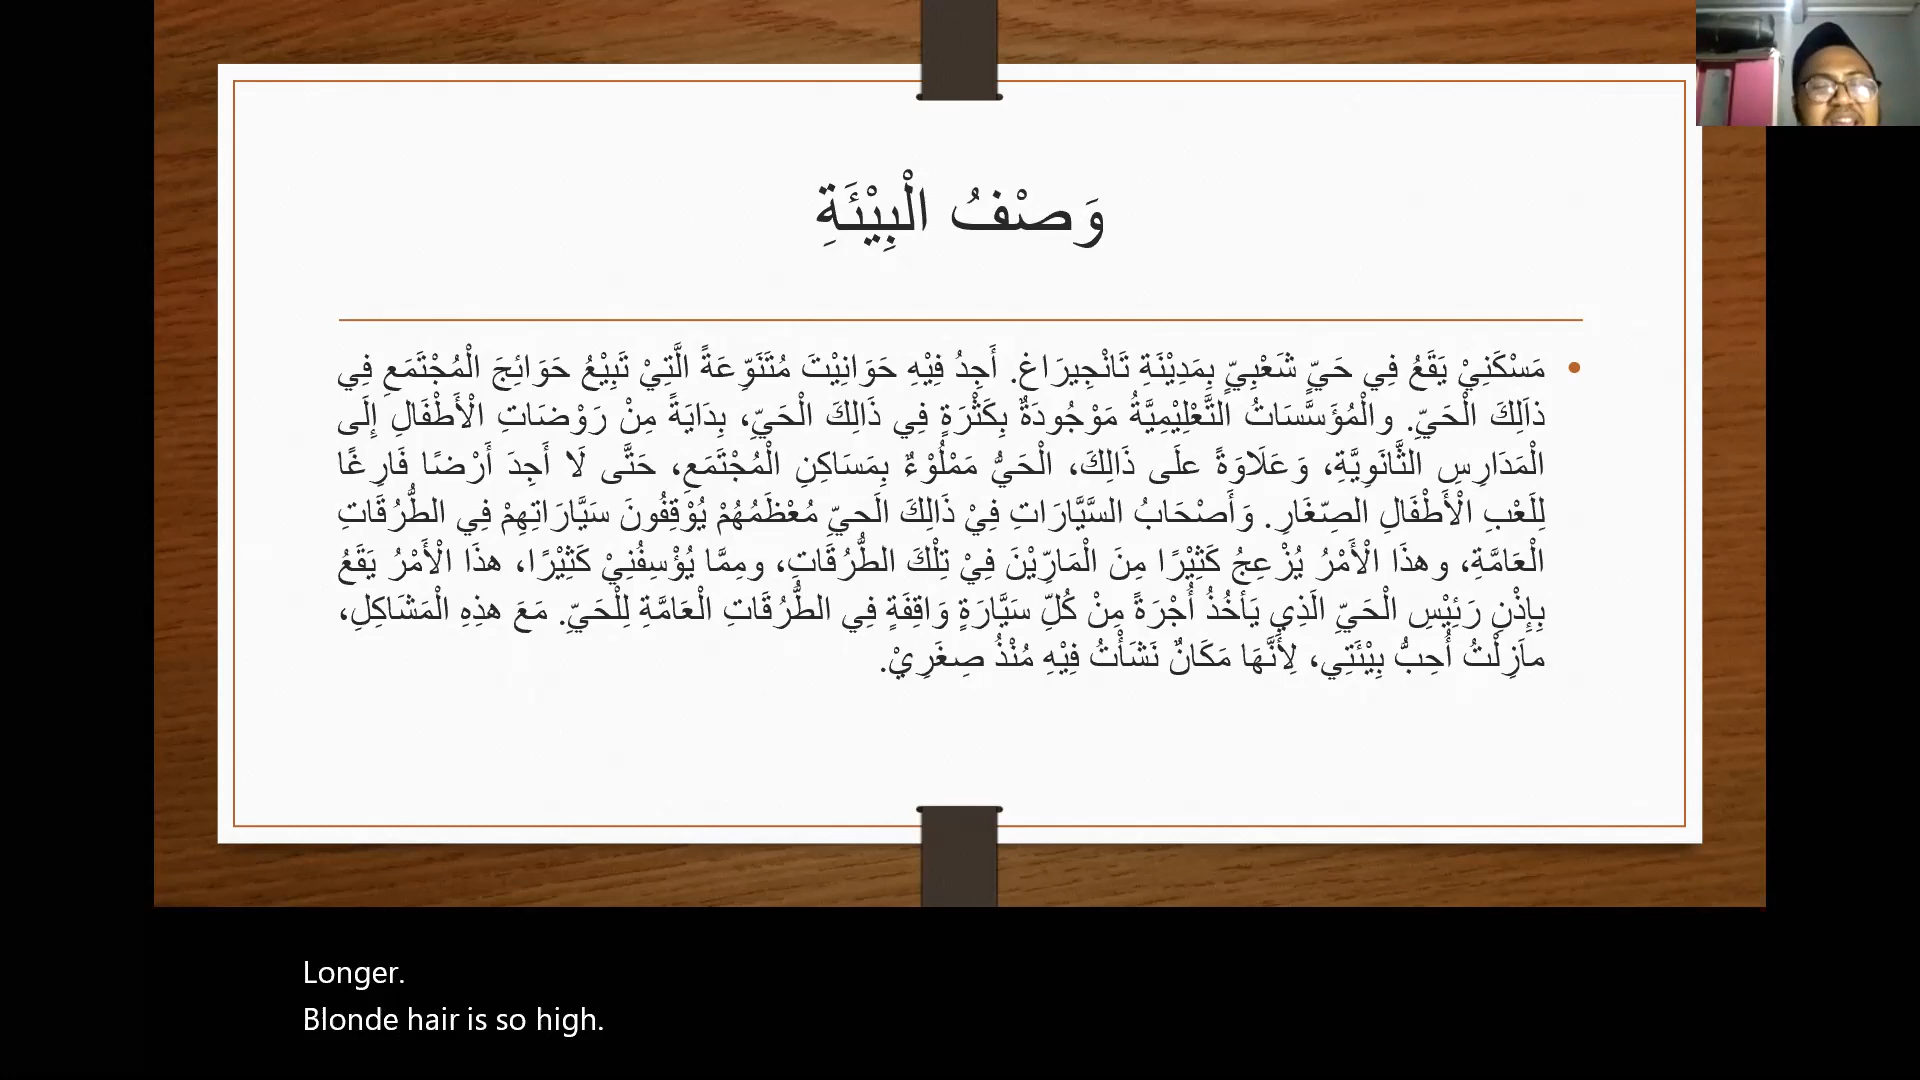 وَصْفُ الْبِيْئَةِ
• مَسْكَنِيْ يَقَعُ فِي حَيٍّ شَعْبِيٍّ بِمَدِيْنَةِ تَانْجِيرَاغ. أَجِدُ فِيْهِ حَوَانِيْتَ مُتَنَوِّعَةً الَّتِيْ تَبِيْعُ حَوَائِجَ الْمُجْتَمَعِ فِي
ذاَلِكَ الْحَيِّ. والْمُؤَسَّسَاتُ التَّعْلِيْمِيَّةُ مَوْجُودَةٌ بِكَثْرَةٍ فِي ذَالِكَ الْحَيِّ، بِدَايَةً مِنْ رَوْضَاتِ الْأَطْفَالِ إِلَى
الْمَدَارِسِ الثَّانَوِيَّةِ، وَعَلَاوَةً علَى ذَالِكَ، الْحَيُّ مَمْلُوْءٌ بِمَسَاكِنِ الْمُجْتَمَعِ، حَتَّى لَا أَجِدَ أَرْضًا فَارِغًا
لِلَعْبِ الْأَطْفَالِ الصِّغَارِ. وَأَصْحَابُ السَّيَّارَاتِ فِيْ ذَالِكَ الَحيِّ مُعْظَمُهُمْ يُوْقِفُونَ سَيَّارَاتِهِمْ فِي الطُّرُقَاتِ
الْعَامَّةِ، وهذَا الْأَمْرُ يُزْعِجُ كَثِيْرًا مِنَ الْمَارِّيْنَ فِيْ تِلْكَ الطُّرُقَاتِ، ومِمَّا يُؤْسِفُنِيْ كَثِيْرًا، هذَا الْأَمْرُ يَقَعُ
بِإِذْنِ رَئِيْسِ الْحَيِّ الَذِي يَأخُذُ أُجْرَةً مِنْ كُلِّ سَيَّارَةٍ وَاقِفَةٍ فِي الطُّرُقَاتِ الْعَامَّةِ لِلْحَيِّ. مَعَ هذِهِ الْمَشَاكِلِ،
ماَزِلْتُ أُحِبُّ بِيْئَتِي، لِأَنَّهَا مَكَانٌ نَشَأْتُ فِيْهِ مُنْذُ صِغَرِيْ.
Longer.
Blonde hair is so high.